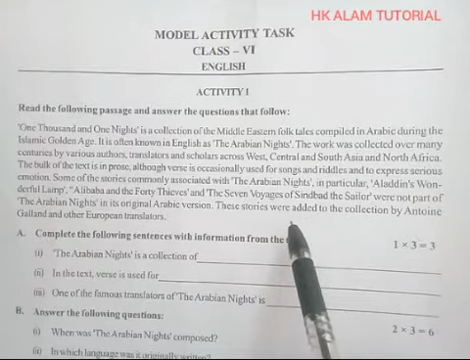 HK ALAM TUTORIAL
MODEL ACTIVITY TASK
CLASS – VI
ENGLISH
ACTIVITY 1
Read the following passage and answer the questions that follow:
'One Thousand and One Nights' is a collection of the Middle Eastern folk tales compiled in Arabic during the
Islamic Golden Age. It is often known in English as 'The Arabian Nights'. The work was collected over many
centuries by various authors, translators and scholars across West, Central and South Asia and North Africa.
The bulk of the text is in prose, although verse is occasionally used for songs and riddles and to express serious
emotion. Some of the stories commonly associated with 'The Arabian Nights', in particular, 'Aladdin's Won-
derful Lamp', "Alibaba and the Forty Thieves' and 'The Seven Voyages of Sindbad the Sailor' were not part of
'The Arabian Nights' in its original Arabic version. These stories were added to the collection by Antoine
Galland and other European translators.
A. Complete the following sentences with information from the
1 × 3 = 3
(i) 'The Arabian Nights' is a collection of
(ii) In the text, verse is used for
(iii) One of the famous translators of 'The Arabian Nights' is
B. Answer the following questions:
2 × 3 = 6
(i) When was 'The Arabian Nights' composed?
(ii) In which language was it originally written?